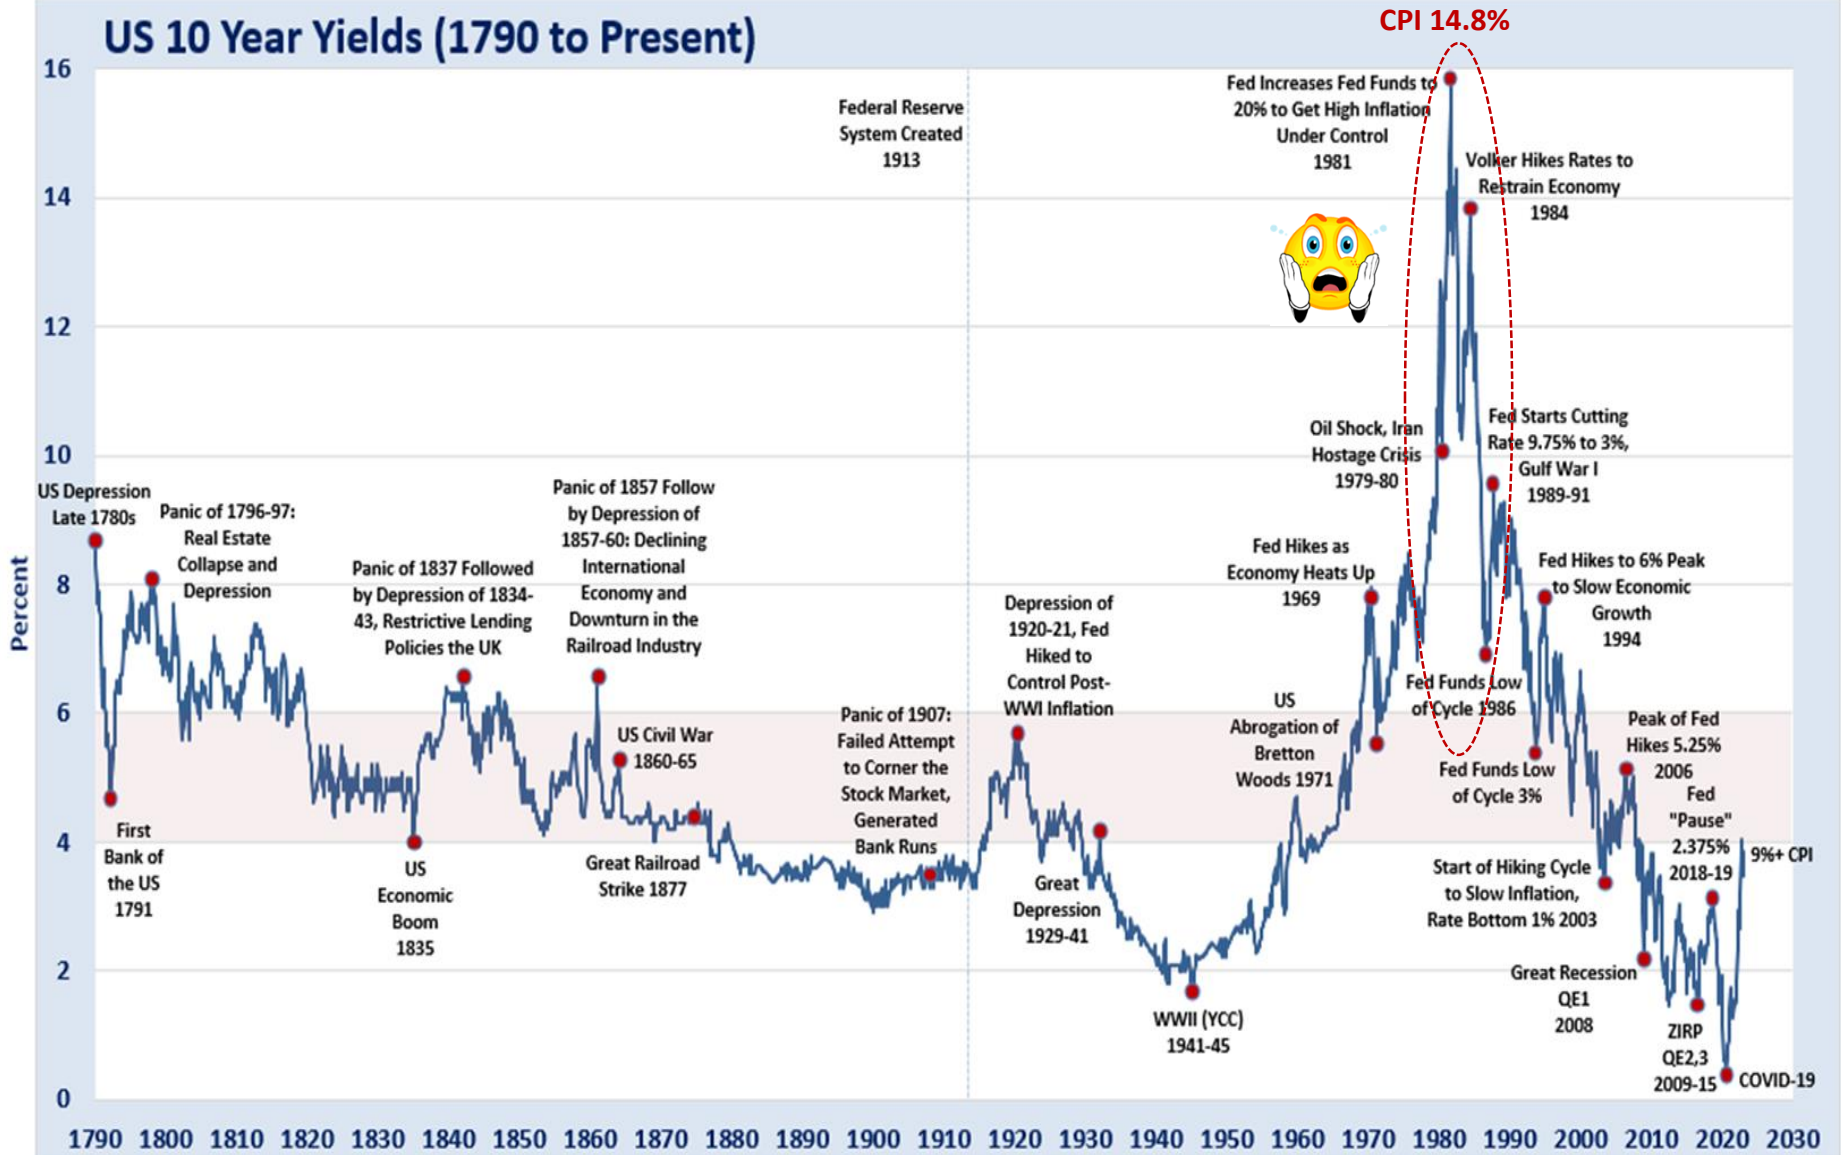 CPI 14.8%
US 10 Year Yields (1790 to Present)
16
14
12
10
8
6
4
2
0
Percent
US Depression
Late 1780s
Panic of 1796-97:
Real Estate
Collapse and
Depression
First
Bank of
the US
1791
Panic of 1837 Followed
by Depression of 1834-
43, Restrictive Lending
Policies the UK
US
Economic
Boom
1835
Panic of 1857 Follow
by Depression of
1857-60: Declining
International
Economy and
Downturn in the
Railroad Industry
US Civil War
1860-65
Great Railroad
Strike 1877
Federal Reserve
System Created
1913
Panic of 1907:
Failed Attempt
to Corner the
Stock Market,
Generated
Bank Runs
Depression of
1920-21, Fed
Hiked to
Control Post-
WWI Inflation
Great
Depression
1929-41
WWII (YCC)
1941-45
US
Abrogation of
Bretton
Woods 1971
Fed Hikes as
Economy Heats Up
1969
Oil Shock, Iran
Hostage Crisis
1979-80
Fed Increases Fed Funds to
20% to Get High Inflation
Under Control
1981
Volker Hikes Rates to
Restrain Economy
1984
Fed Starts Cutting
Rate 9.75% to 3%,
Gulf War I
1989-91
Fed Funds Low
of Cycle 1986
Fed Hikes to 6% Peak
to Slow Economic
Growth
1994
Fed Funds Low
of Cycle 3%
Peak of Fed
Hikes 5.25%
2006
Fed
"Pause"
2.375%
2018-19
9%+ CPI
Start of Hiking Cycle
to Slow Inflation,
Rate Bottom 1% 2003
Great Recession
QE1
2008
ZIRP
QE2,3
2009-15
COVID-19
1790 1800 1810 1820 1830 1840 1850 1860 1870 1880 1890 1900 1910 1920 1930 1940 1950 1960 1970 1980 1990 2000 2010 2020 2030